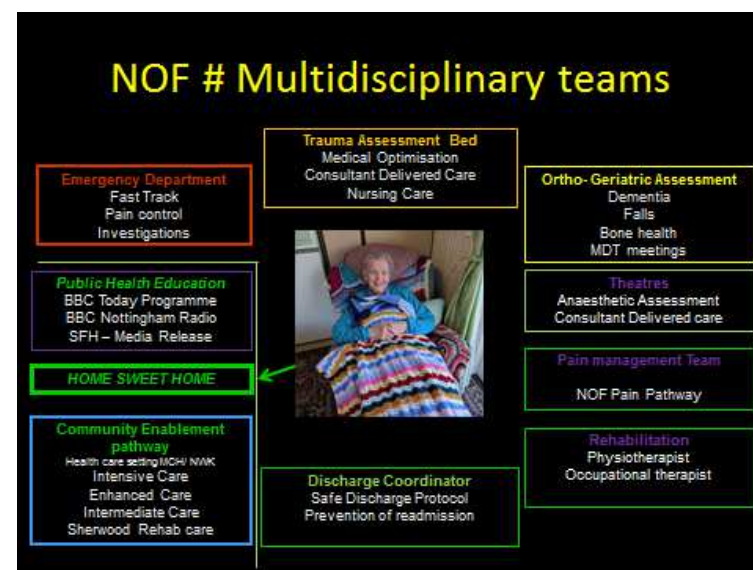 NOF # Multidisciplinary teams
Trauma Assessment Bed
Medical Optimisation
Consultant Delivered Care
Nursing Care
Emergency Department
Fast Track
Pain control
Investigations
Ortho- Geriatric Assessment
Dementia
Falls
Bone health
MDT meetings
Public Health Education
BBC Today Programme
BBC Nottingham Radio
SFH – Media Release
Theatres
Anaesthetic Assessment
Consultant Delivered care
HOME SWEET HOME
Pain management Team
NOF Pain Pathway
Community Enablement
pathway
Health care setting MCH/ NWK
Intensive Care
Enhanced Care
Intermediate Care
Sherwood Rehab care
Discharge Coordinator
Safe Discharge Protocol
Prevention of readmission
Rehabilitation
Physiotherapist
Occupational therapist